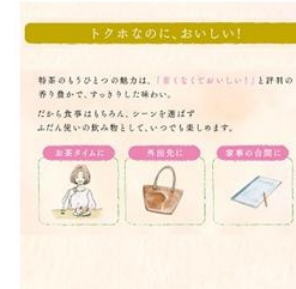 トクホなのに、おいしい!
特茶のもうひとつの魅力は、「苦くなくておいしい!」と評判の
香り豊かで、すっきりした味わい。
だから食事はもちろん、シーンを選ばず
ふだん使いの飲み物として、いつでも楽しめます。
お茶タイムに
外出先に
家事の合間に